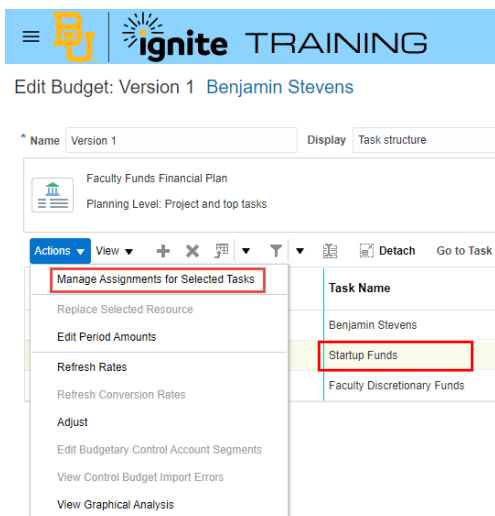 BU ignite TRAINING
Edit Budget: Version 1 Benjamin Stevens
* Name Version 1 Display Task structure
Faculty Funds Financial Plan
Planning Level: Project and top tasks
Actions View Detach Go to Task
Manage Assignments for Selected Tasks
Replace Selected Resource
Edit Period Amounts
Refresh Rates
Refresh Conversion Rates
Adjust
Edit Budgetary Control Account Segments
View Control Budget Import Errors
View Graphical Analysis
Task Name
Benjamin Stevens
Startup Funds
Faculty Discretionary Funds